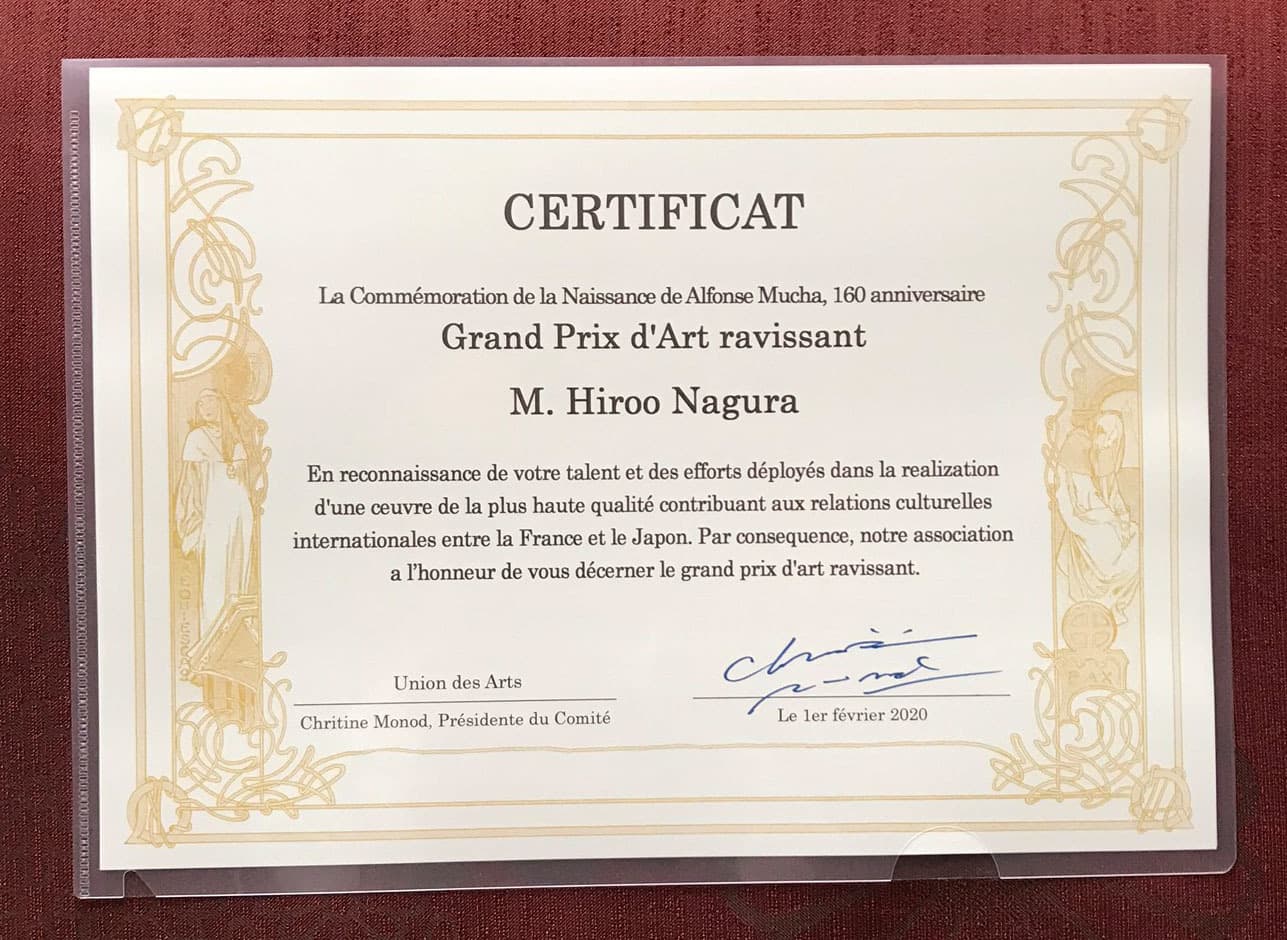 CERTIFICAT
La Commémoration de la Naissance de Alfonse Mucha, 160 anniversaire
Grand Prix d'Art ravissant
M. Hiroo Nagura
En reconnaissance de votre talent et des efforts déployés dans la realization
d'une œuvre de la plus haute qualité contribuant aux relations culturelles
internationales entre la France et le Japon. Par consequence, notre association
a l'honneur de vous décerner le grand prix d'art ravissant.
Union des Arts
Chritine Monod, Présidente du Comité
Le 1er février 2020
PAX